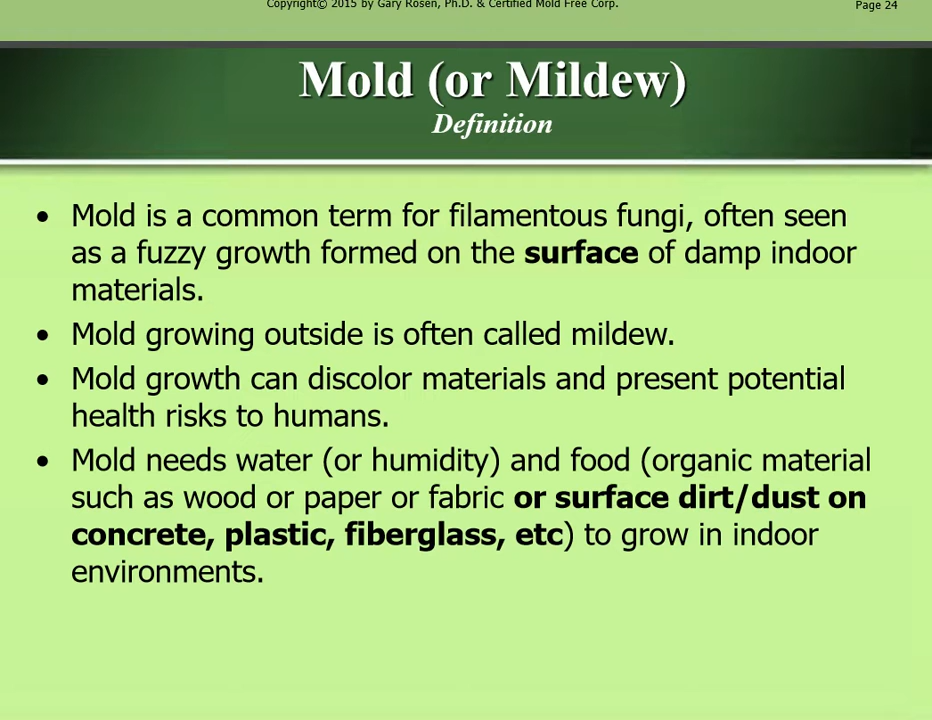 Copyright© 2015 by Gary Rosen, Ph.D. & Certified Mold Free Corp.
Page 24
Mold (or Mildew)
Definition
• Mold is a common term for filamentous fungi, often seen
as a fuzzy growth formed on the surface of damp indoor
materials.
• Mold growing outside is often called mildew.
• Mold growth can discolor materials and present potential
health risks to humans.
• Mold needs water (or humidity) and food (organic material
such as wood or paper or fabric or surface dirt/dust on
concrete, plastic, fiberglass, etc) to grow in indoor
environments.